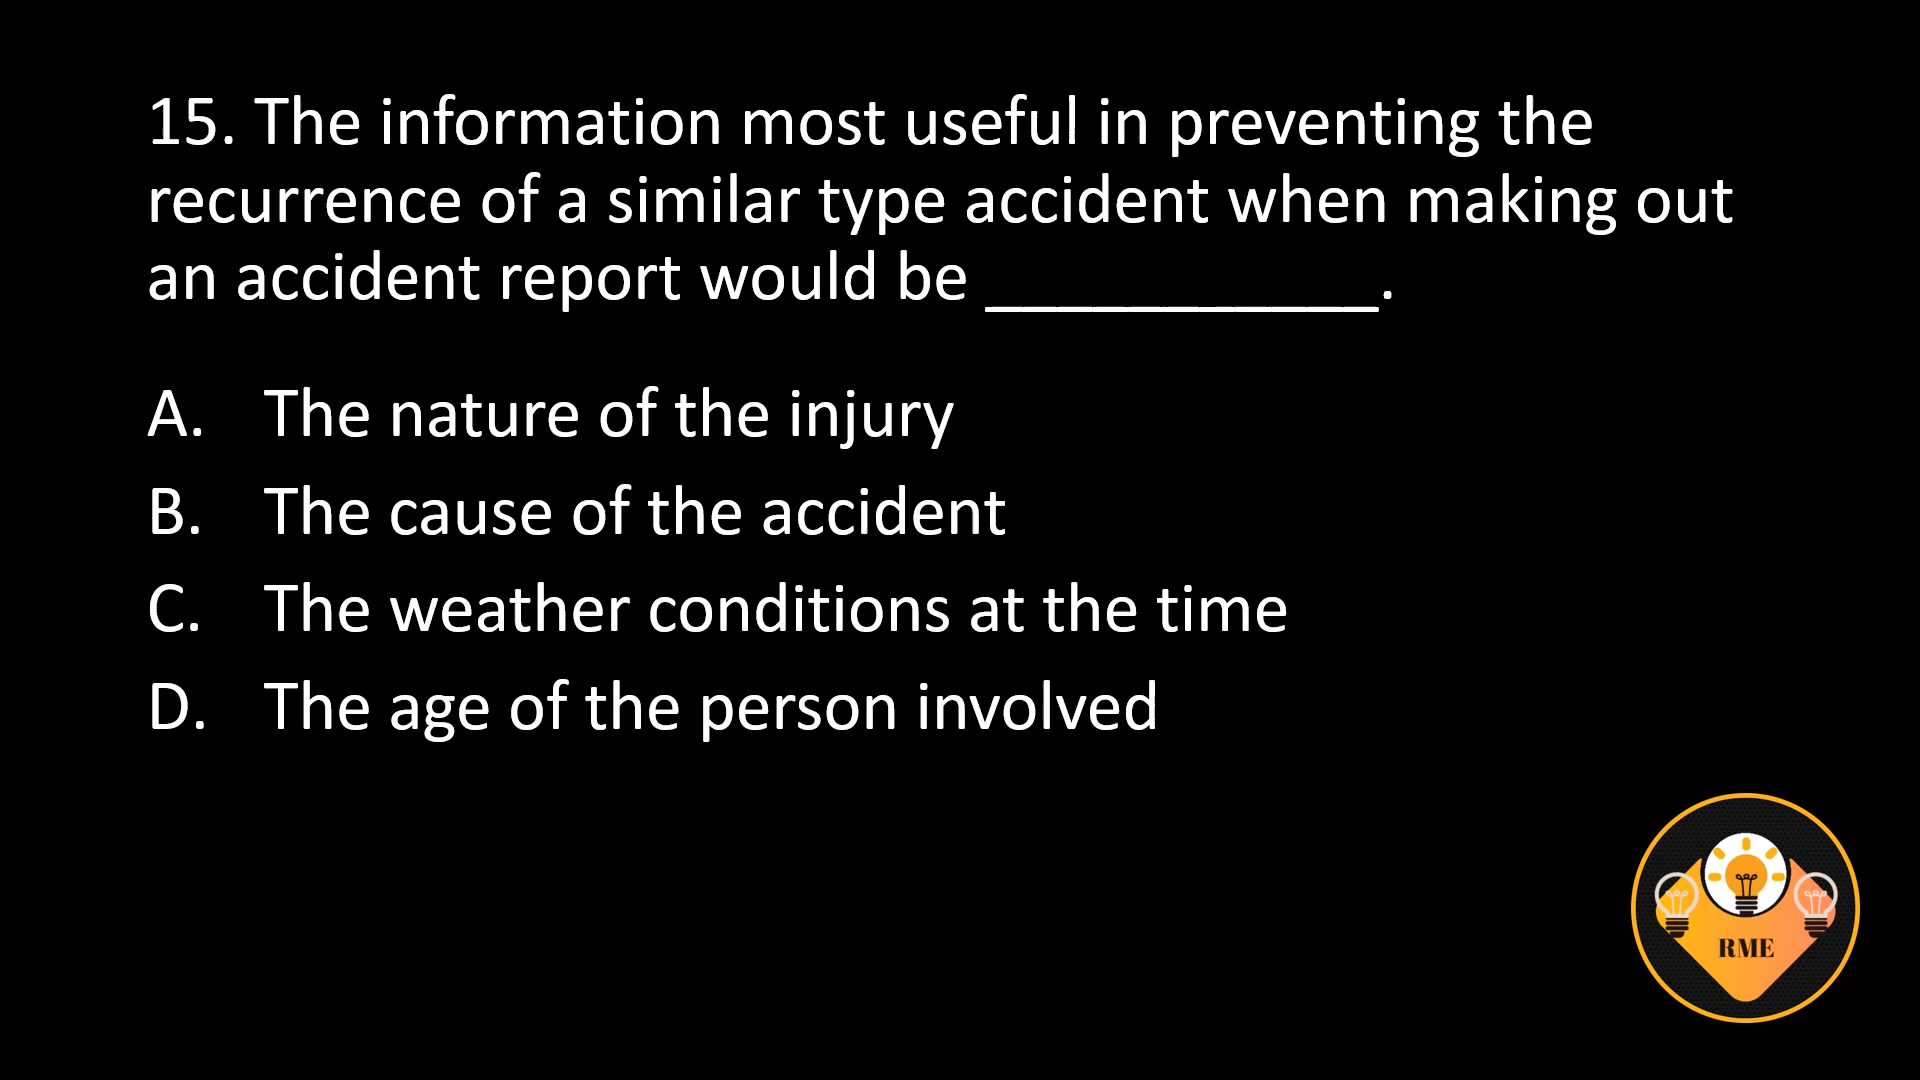 15. The information most useful in preventing the
recurrence of a similar type accident when making out
an accident report would be ___________.
A. The nature of the injury
B. The cause of the accident
C. The weather conditions at the time
D. The age of the person involved
RME